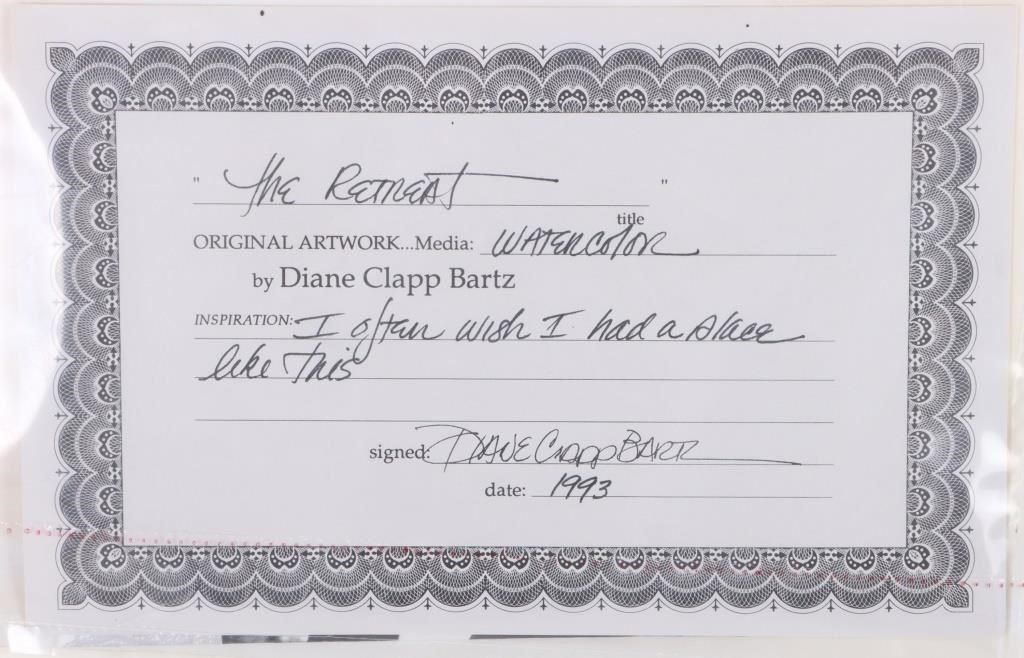 " The Retreat "
title
ORIGINAL ARTWORK...Media: WATERCOLOR
by Diane Clapp Bartz
INSPIRATION: I often wish I had a place
like this
signed: DIANE CLAPP BARTZ
date: 1993